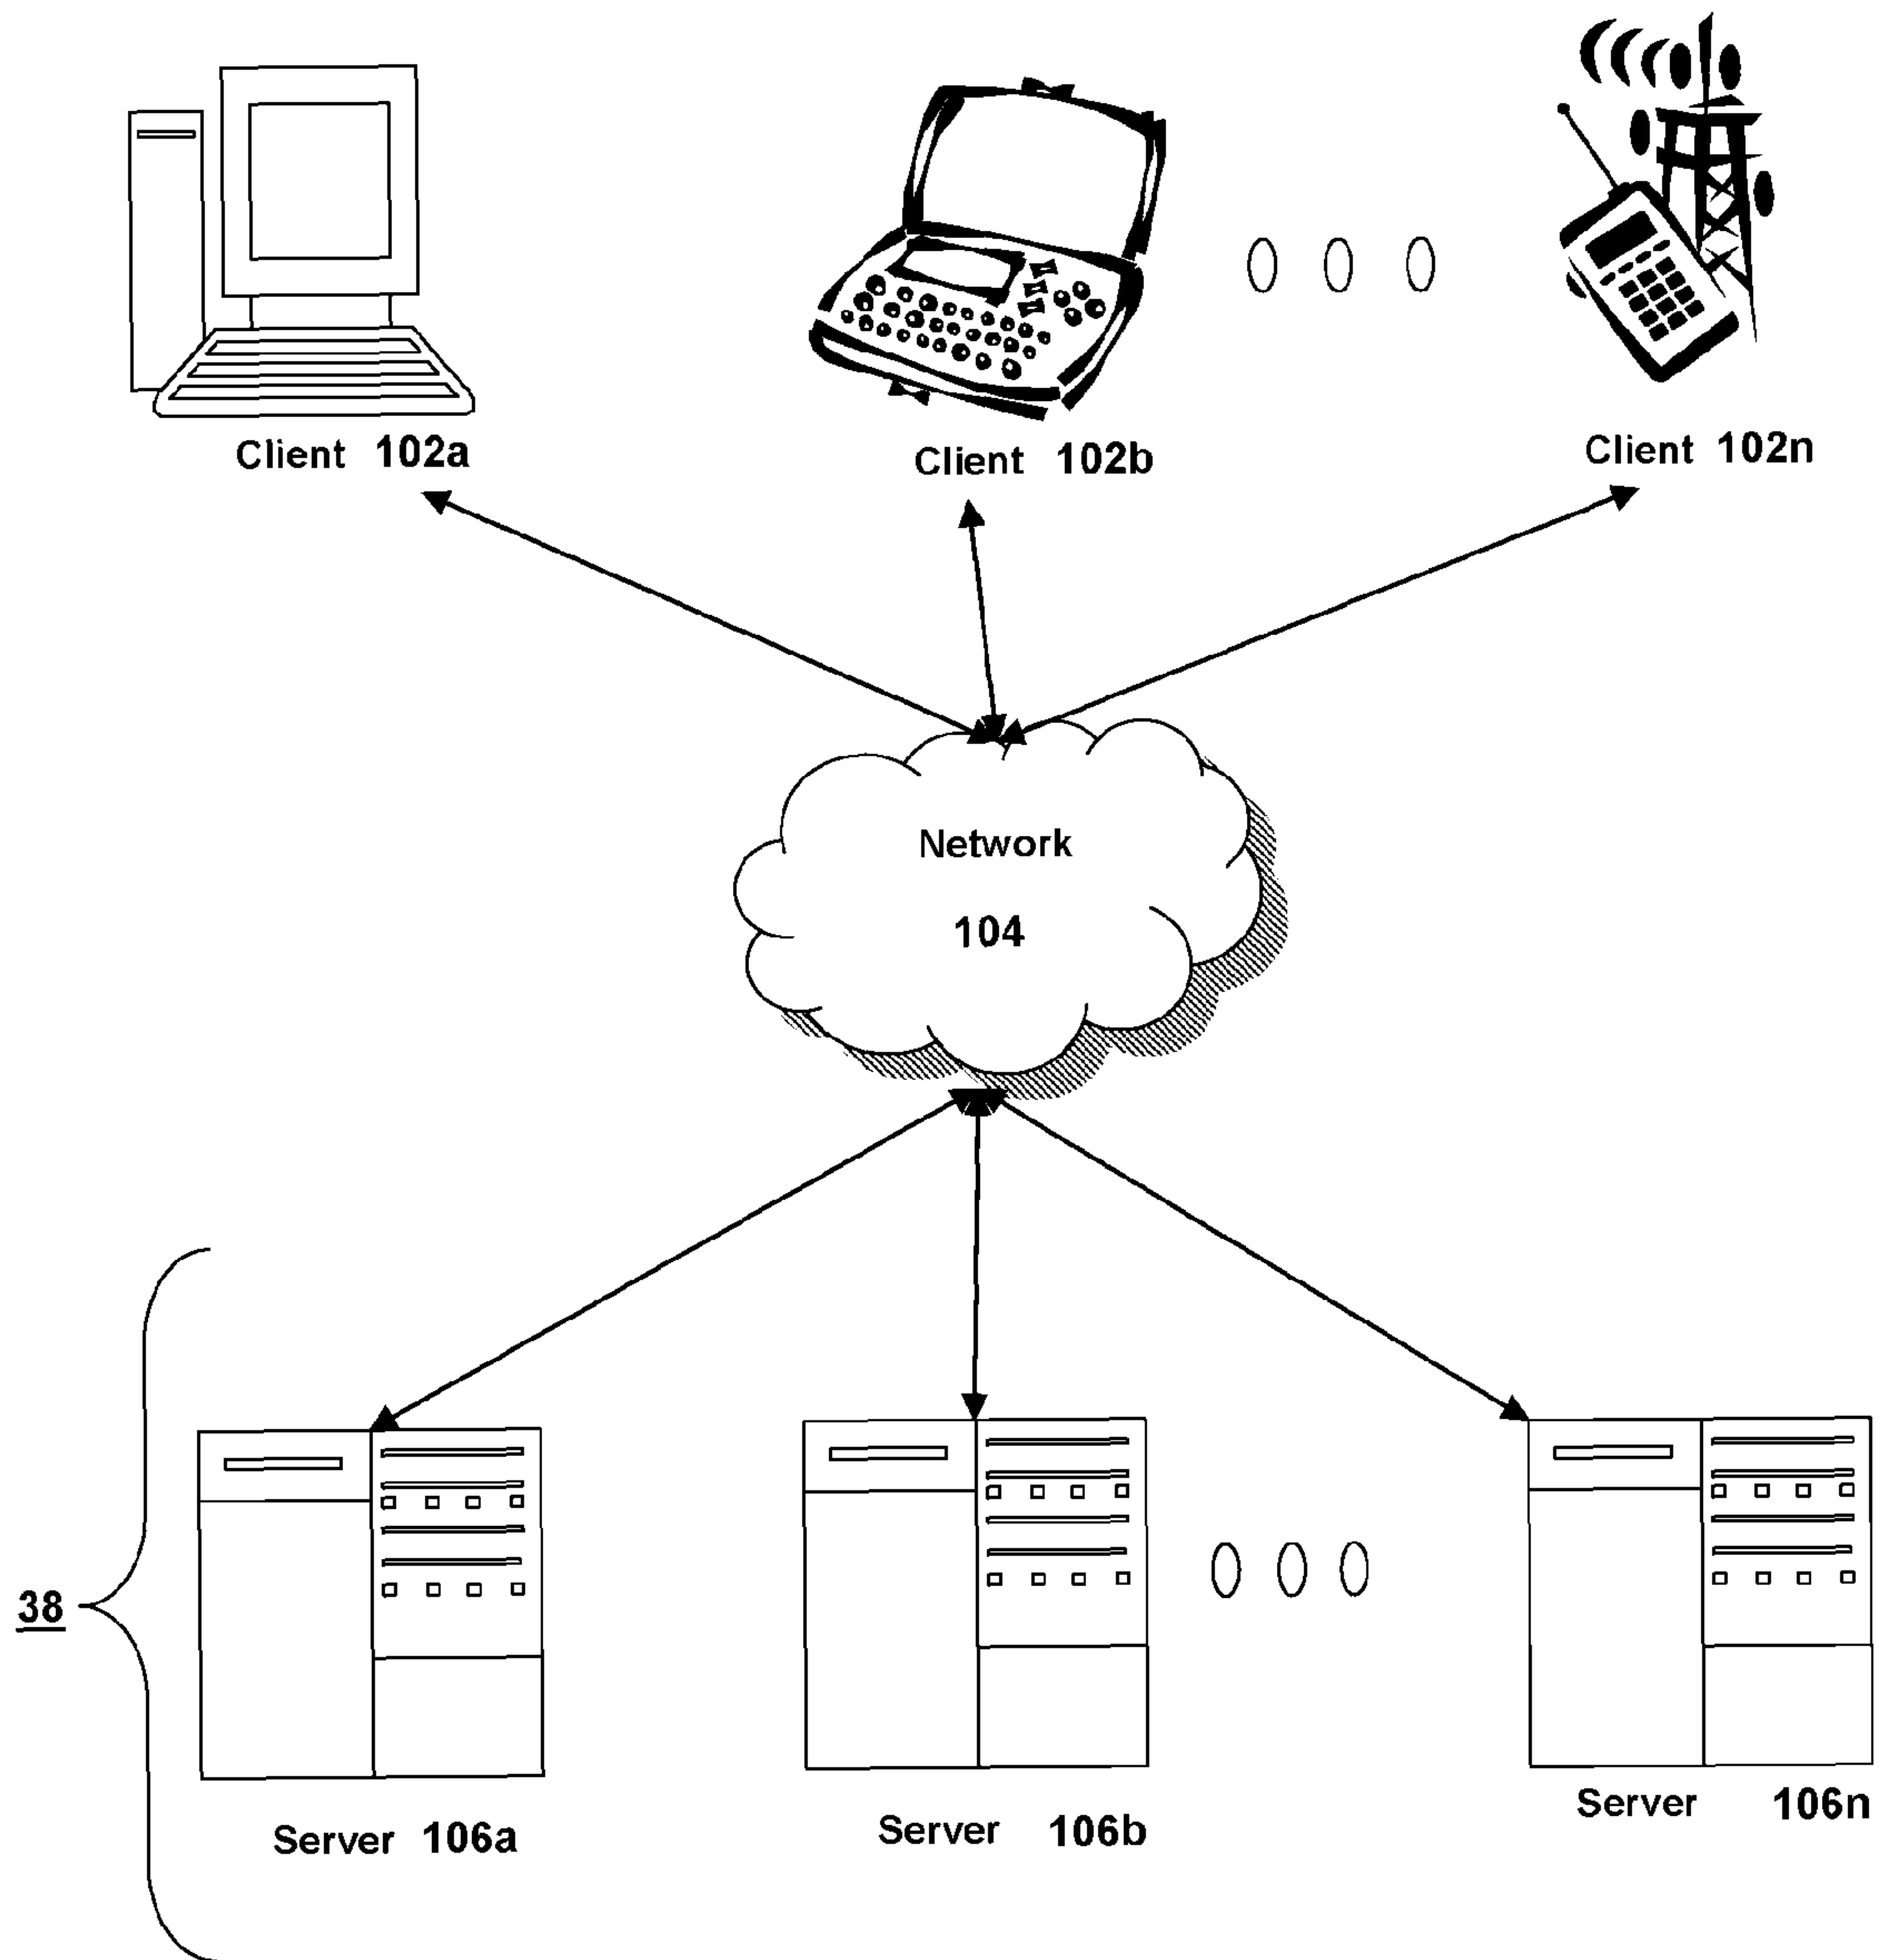 Client 102a
Client 102b
Client 102n
Network
104
38
Server 106a
Server 106b
Server 106n